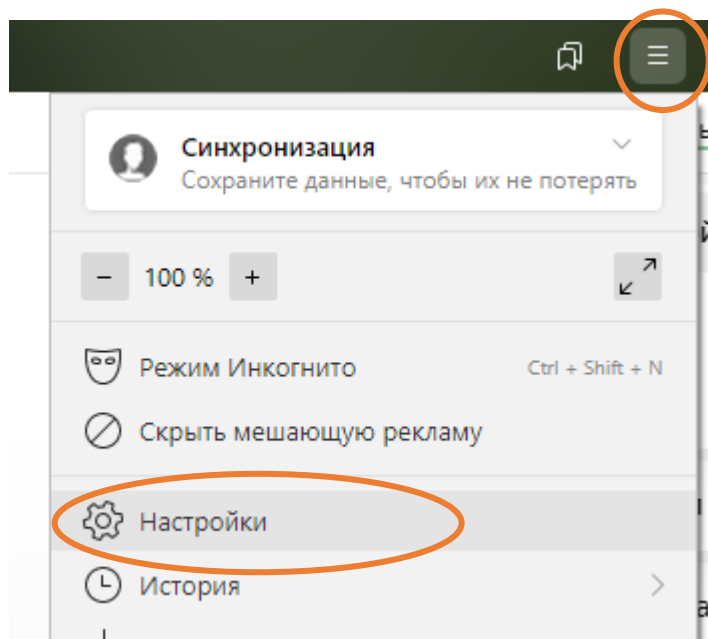 Синхронизация
Сохраните данные, чтобы их не потерять
− 100 % +
Режим Инкогнито Ctrl + Shift + N
Скрыть мешающую рекламу
Настройки
История